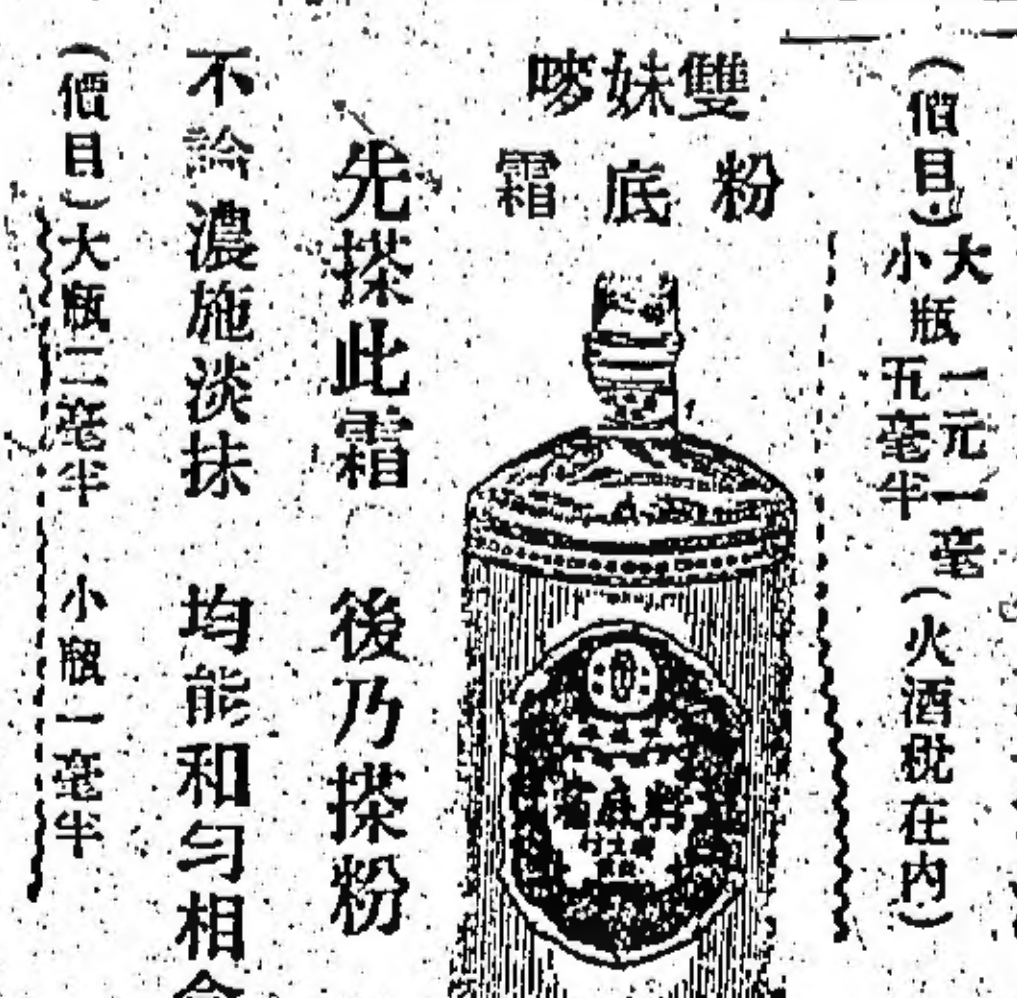 (價目)大瓶一元一毫
小瓶五毫半
(火酒稅在內)
雙妹嘜
粉底霜
先搽此霜 後乃搽粉
不論濃施淡抹 均能和勻相
(價目)大瓶二毫半 小瓶一毫半